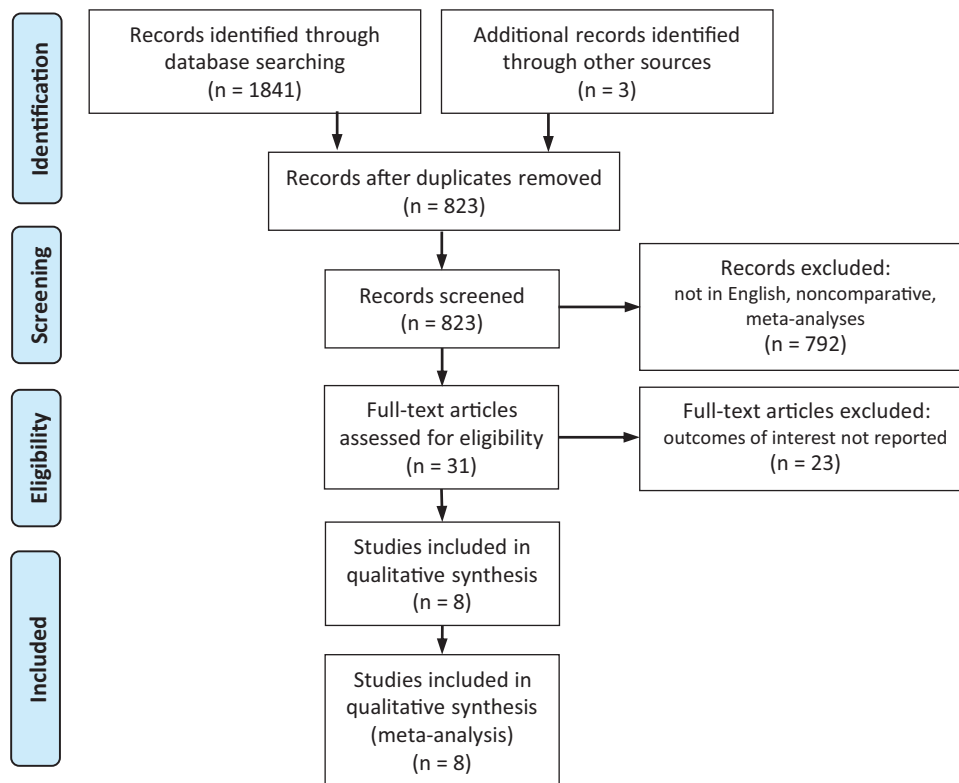 Identification
Records identified through
database searching
(n = 1841)
Additional records identified
through other sources
(n = 3)
Records after duplicates removed
(n = 823)
Screening
Records screened
(n = 823)
Records excluded:
not in English, noncomparative,
meta-analyses
(n = 792)
Eligibility
Full-text articles
assessed for eligibility
(n = 31)
Full-text articles excluded:
outcomes of interest not reported
(n = 23)
Included
Studies included in
qualitative synthesis
(n = 8)
Studies included in
qualitative synthesis
(meta-analysis)
(n = 8)